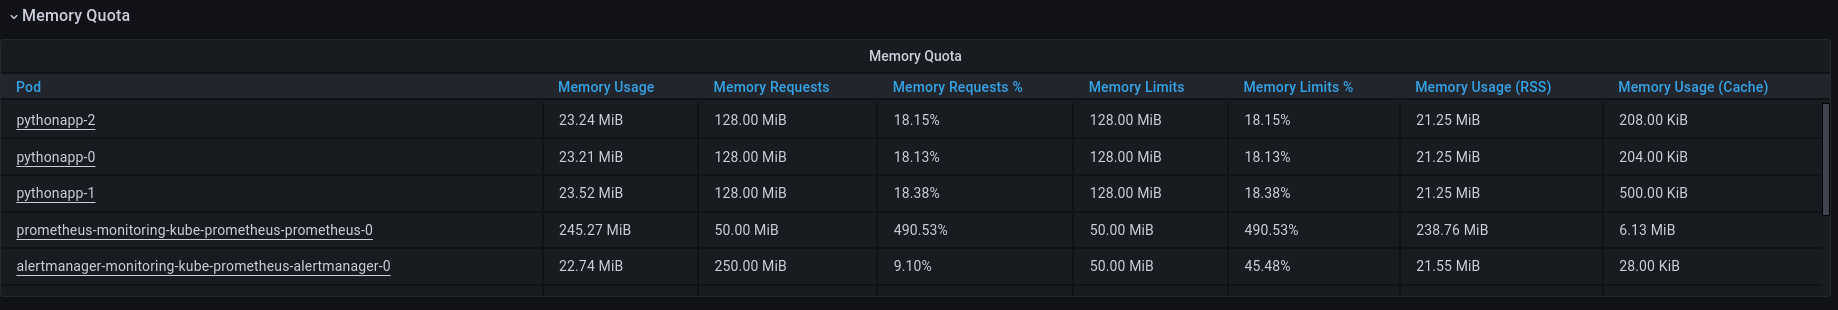 Memory Quota
Memory Quota
Pod Memory Usage Memory Requests Memory Requests % Memory Limits Memory Limits % Memory Usage (RSS) Memory Usage (Cache)
pythonapp-2 23.24 MiB 128.00 MiB 18.15% 128.00 MiB 18.15% 21.25 MiB 208.00 KiB
pythonapp-0 23.21 MiB 128.00 MiB 18.13% 128.00 MiB 18.13% 21.25 MiB 204.00 KiB
pythonapp-1 23.52 MiB 128.00 MiB 18.38% 128.00 MiB 18.38% 21.25 MiB 500.00 KiB
prometheus-monitoring-kube-prometheus-prometheus-0 245.27 MiB 50.00 MiB 490.53% 50.00 MiB 490.53% 238.76 MiB 6.13 MiB
alertmanager-monitoring-kube-prometheus-alertmanager-0 22.74 MiB 250.00 MiB 9.10% 50.00 MiB 45.48% 21.55 MiB 28.00 KiB